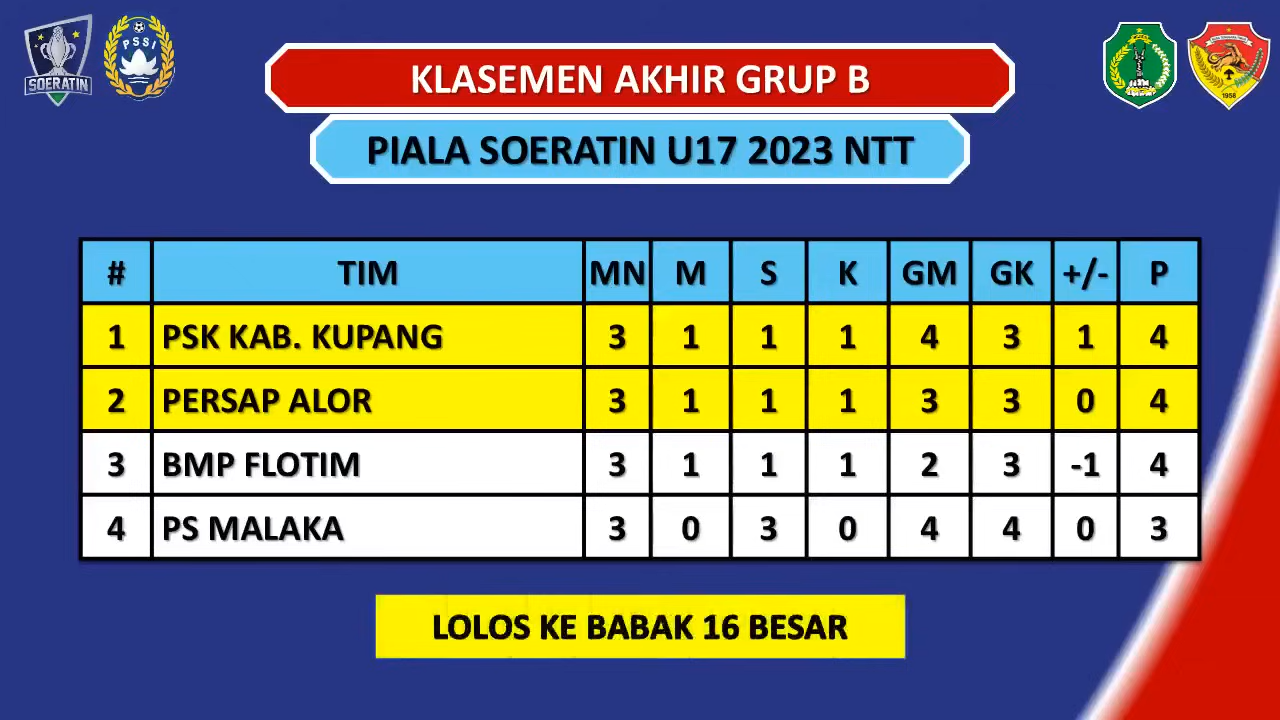 SOERATIN
PSSI
1958
KLASEMEN AKHIR GRUP B
PIALA SOERATIN U17 2023 NTT
# TIM MN M S K GM GK +/- P
1 PSK KAB. KUPANG 3 1 1 1 4 3 1 4
2 PERSAP ALOR 3 1 1 1 3 3 0 4
3 BMP FLOTIM 3 1 1 1 2 3 -1 4
4 PS MALAKA 3 0 3 0 4 4 0 3
LOLOS KE BABAK 16 BESAR